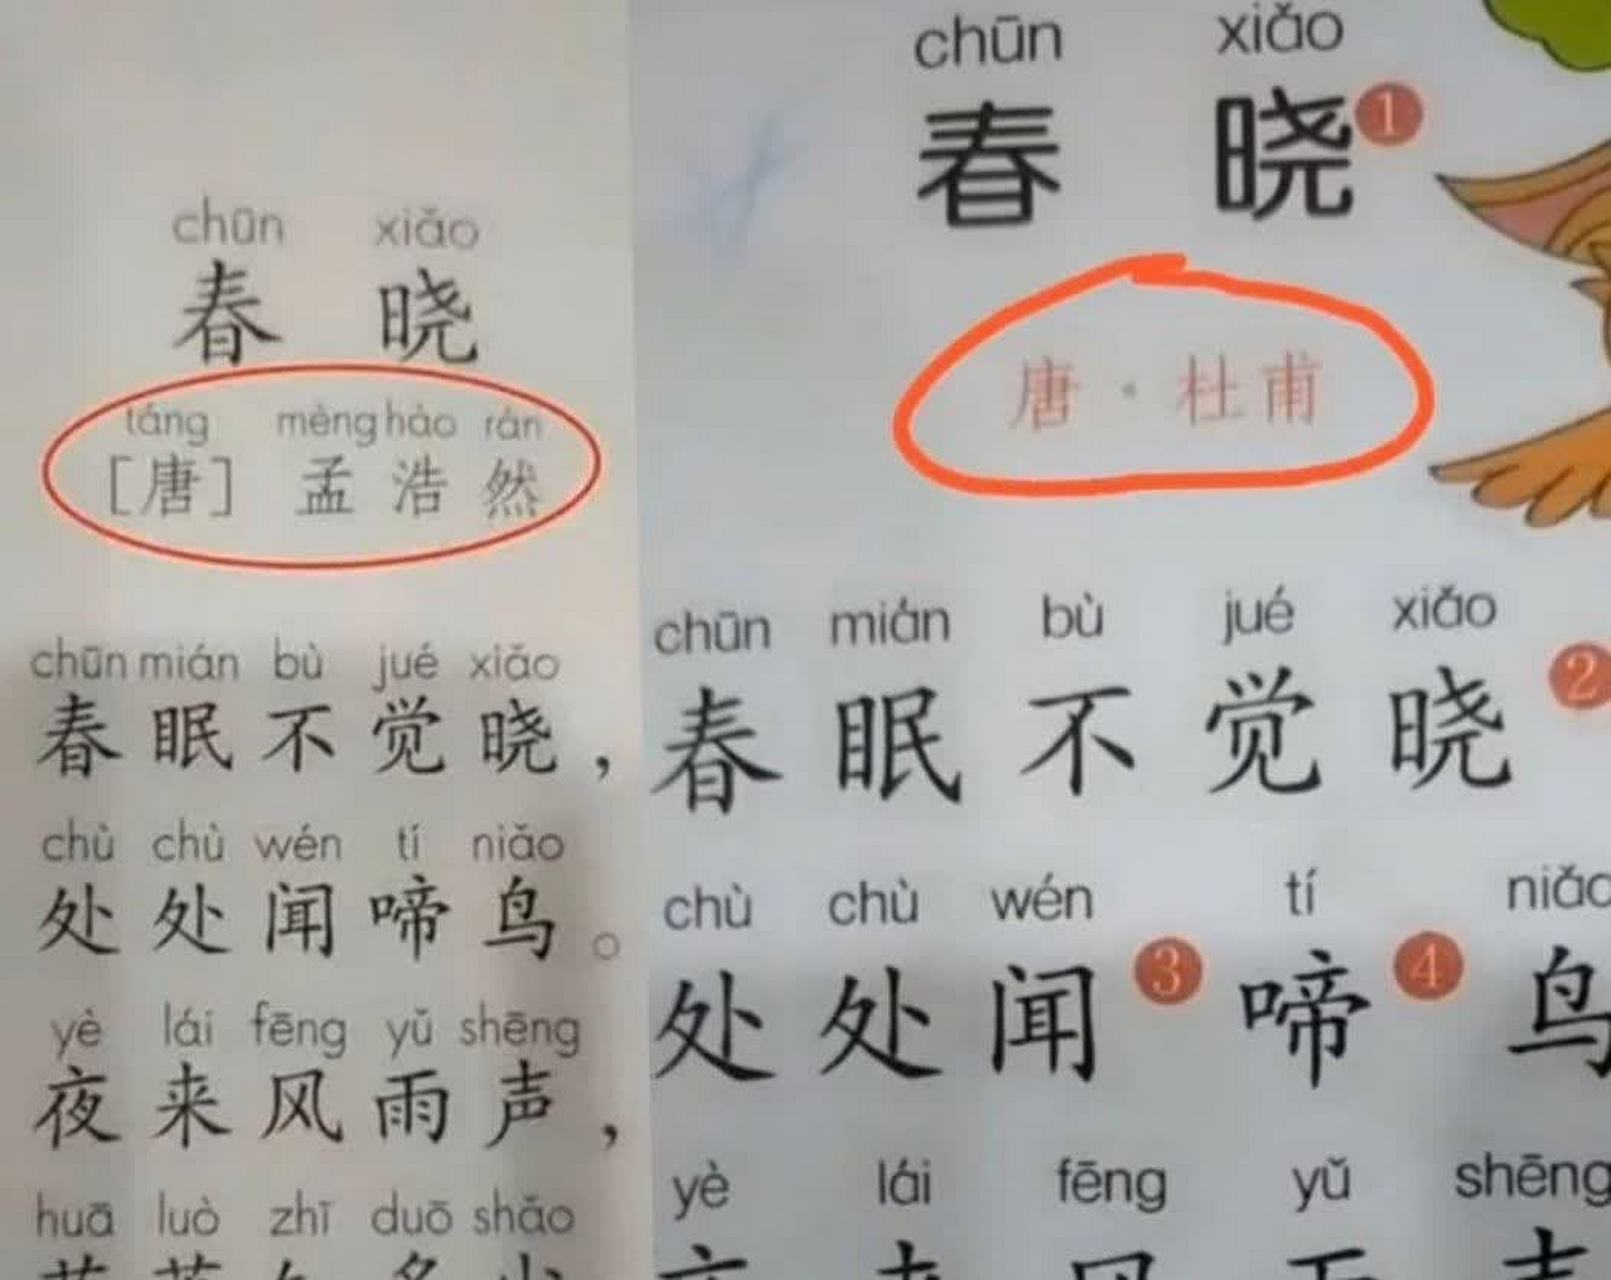 chūn xiǎo
春 晓
táng mèng hào rán
[唐] 孟 浩 然
chūn mián bù jué xiǎo
春 眠 不 觉 晓，
chù chù wén tí niǎo
处 处 闻 啼 鸟。
yè lái fēng yǔ shēng
夜 来 风 雨 声，
huā luò zhī duō shǎo
chūn xiǎo
春 晓 1
唐·杜甫
chūn mián bù jué xiǎo
春 眠 不 觉 晓 2
chù chù wén tí niǎo
处 处 闻 3 啼 4 鸟
yè lái fēng yǔ shēng